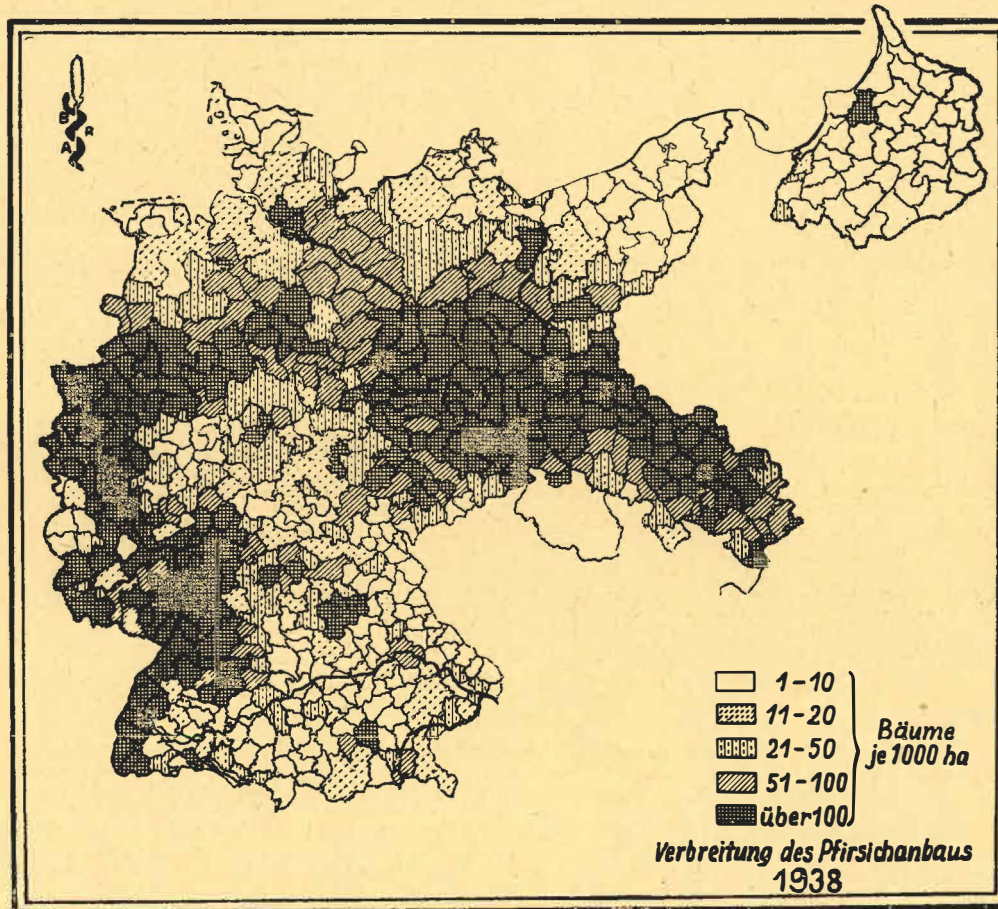 B
R
A
1-10
11-20
21-50
51-100
über100
Bäume
je 1000 ha
Verbreitung des Pfirsichanbaus
1938